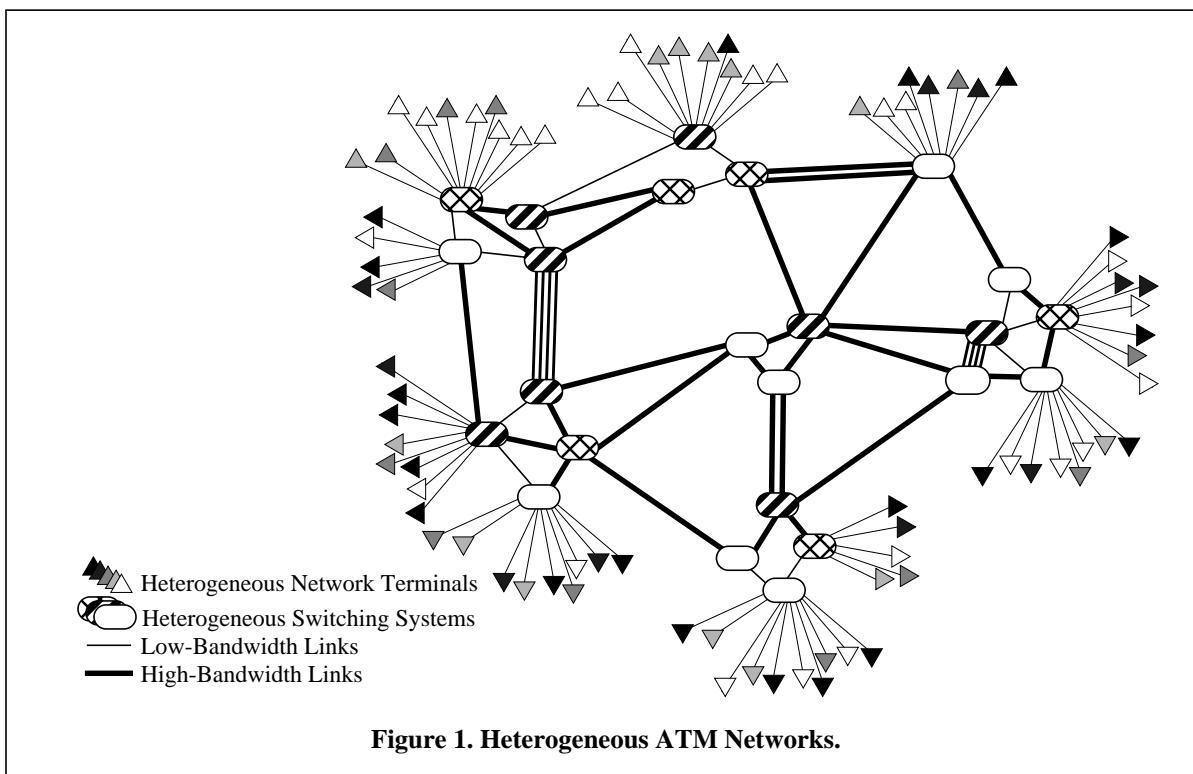 Heterogeneous Network Terminals
Heterogeneous Switching Systems
Low-Bandwidth Links
High-Bandwidth Links
Figure 1. Heterogeneous ATM Networks.